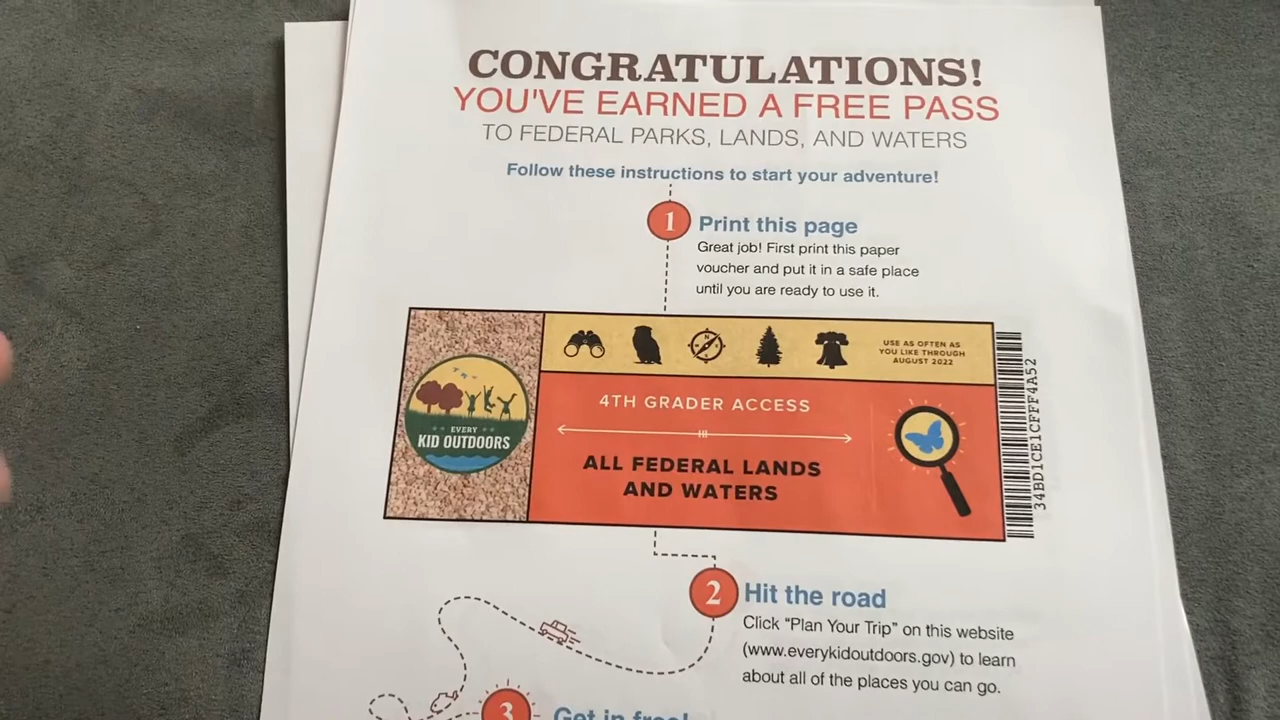 CONGRATULATIONS!
YOU'VE EARNED A FREE PASS
TO FEDERAL PARKS, LANDS, AND WATERS
Follow these instructions to start your adventure!
1
Print this page
Great job! First print this paper
voucher and put it in a safe place
until you are ready to use it.
N
USE AS OFTEN AS
YOU LIKE THROUGH
AUGUST 2022
EVERY
KID OUTDOORS
4TH GRADER ACCESS
ALL FEDERAL LANDS
AND WATERS
34BD1CE1CFFF4A52
2
Hit the road
Click “Plan Your Trip” on this website
(www.everykidoutdoors.gov) to learn
about all of the places you can go.
3
Get in free!